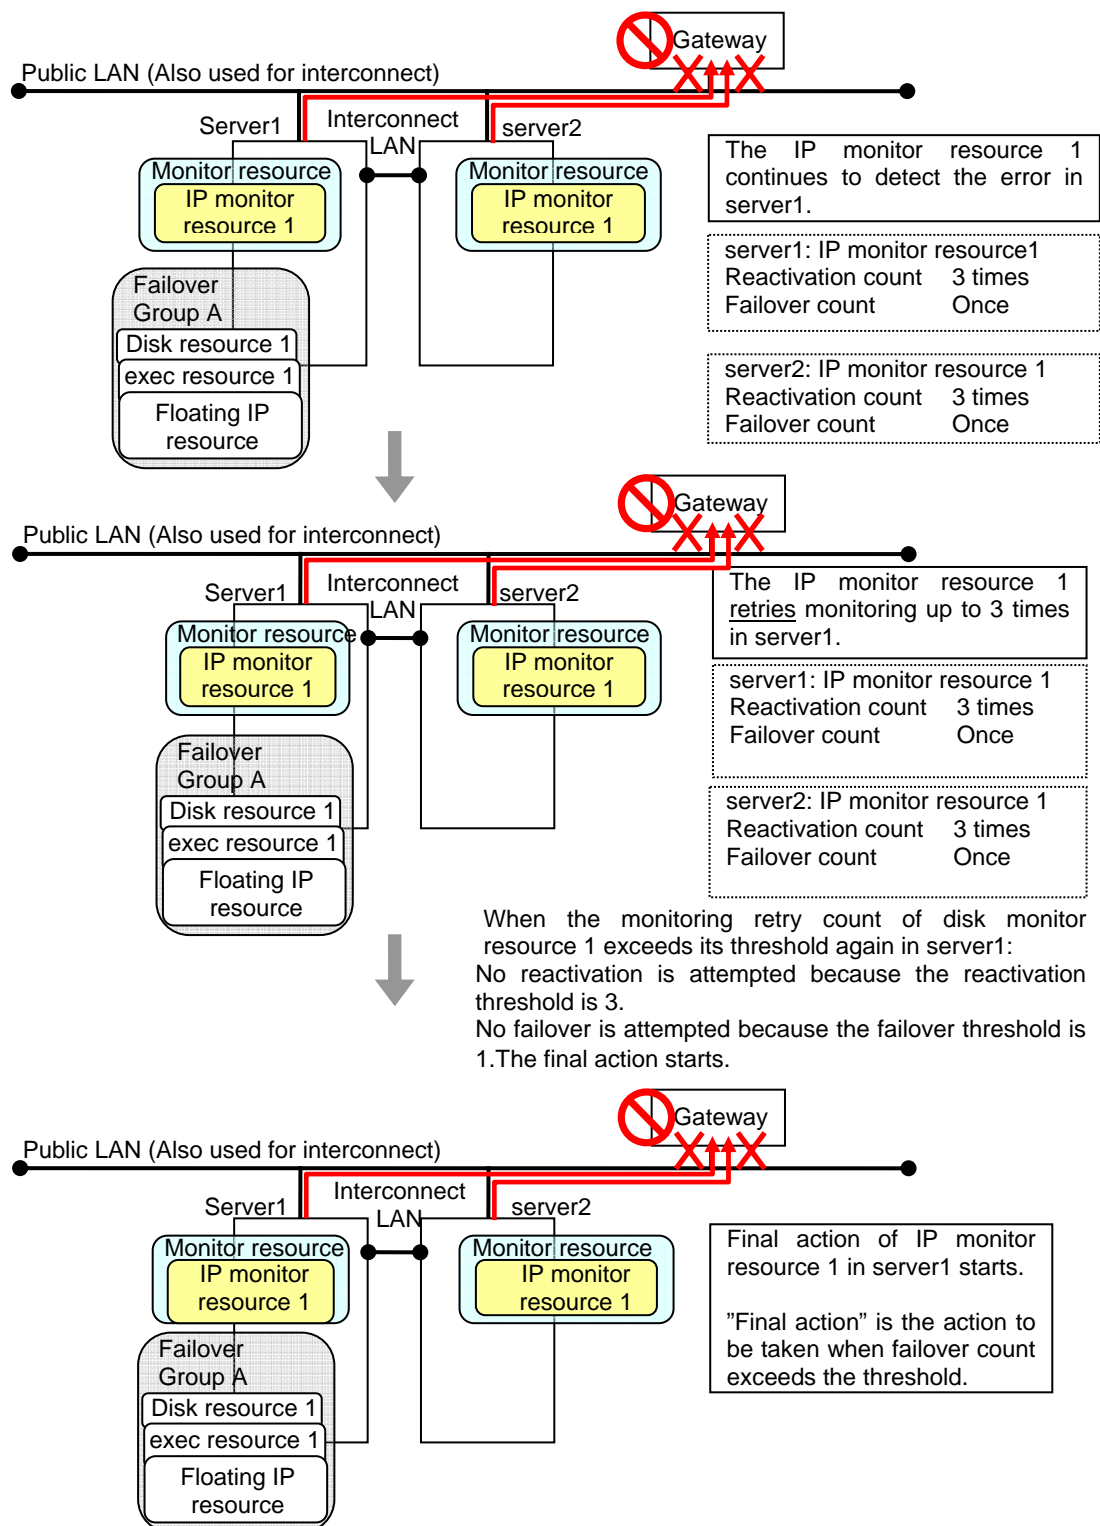 Gateway
Public LAN (Also used for interconnect)
Server1
Interconnect
LAN
server2
Monitor resource
IP monitor
resource 1
Monitor resource
IP monitor
resource 1
Failover
Group A
Disk resource 1
exec resource 1
Floating IP
resource
The IP monitor resource 1
continues to detect the error in
server1.
server1: IP monitor resource1
Reactivation count 3 times
Failover count Once
server2: IP monitor resource 1
Reactivation count 3 times
Failover count Once
Gateway
Public LAN (Also used for interconnect)
Server1
Interconnect
LAN
server2
Monitor resource
IP monitor
resource 1
Monitor resource
IP monitor
resource 1
Failover
Group A
Disk resource 1
exec resource 1
Floating IP
resource
The IP monitor resource 1
retries monitoring up to 3 times
in server1.
server1: IP monitor resource 1
Reactivation count 3 times
Failover count Once
server2: IP monitor resource 1
Reactivation count 3 times
Failover count Once
When the monitoring retry count of disk monitor
resource 1 exceeds its threshold again in server1:
No reactivation is attempted because the reactivation
threshold is 3.
No failover is attempted because the failover threshold is
1.The final action starts.
Gateway
Public LAN (Also used for interconnect)
Server1
Interconnect
LAN
server2
Monitor resource
IP monitor
resource 1
Monitor resource
IP monitor
resource 1
Failover
Group A
Disk resource 1
exec resource 1
Floating IP
resource
Final action of IP monitor
resource 1 in server1 starts.
”Final action” is the action to
be taken when failover count
exceeds the threshold.